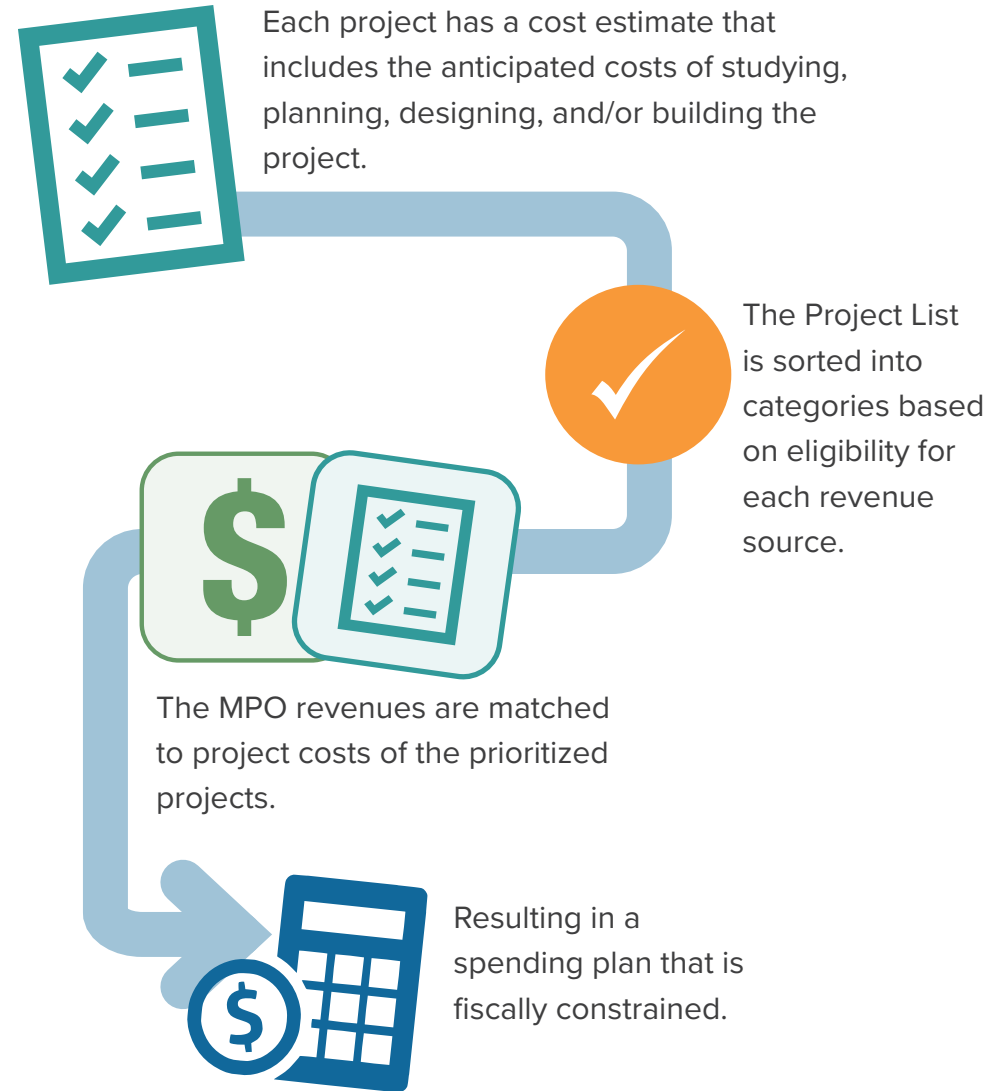 Each project has a cost estimate that
includes the anticipated costs of studying,
planning, designing, and/or building the
project.
The Project List
is sorted into
categories based
on eligibility for
each revenue
source.
$
The MPO revenues are matched
to project costs of the prioritized
projects.
Resulting in a
spending plan that is
fiscally constrained.
$